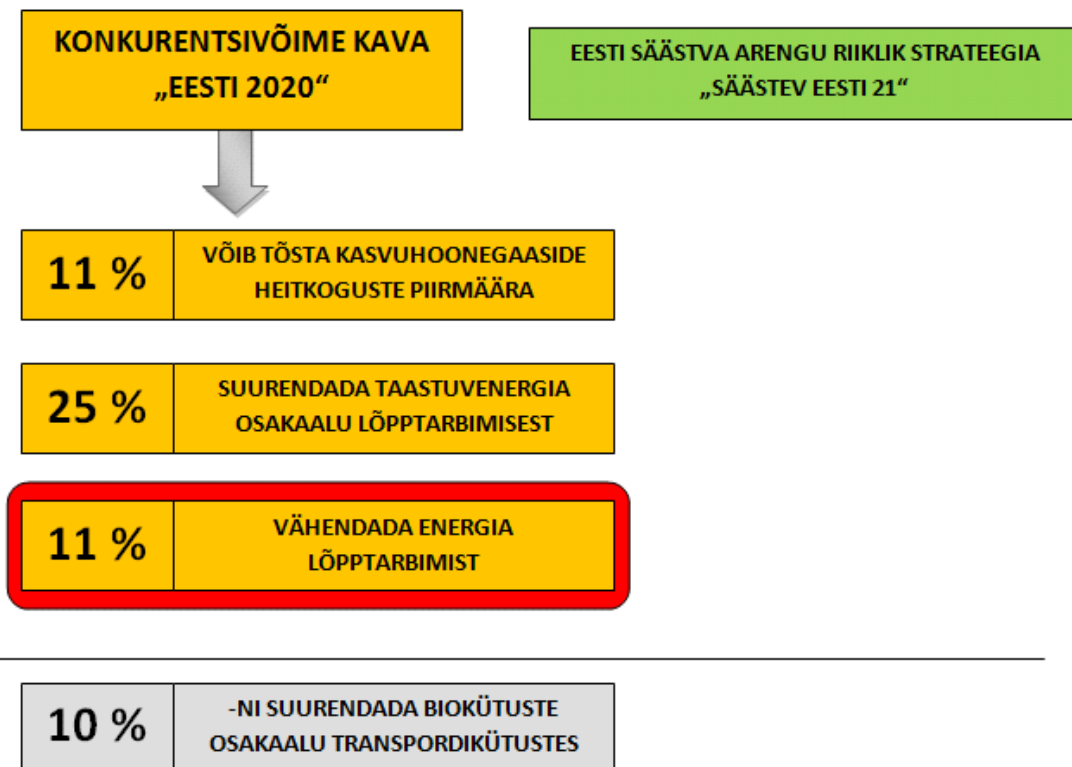 KONKURENTSIVÕIME KAVA
„EESTI 2020“
EESTI SÄÄSTVA ARENGU RIIKLIK STRATEEGIA
„SÄÄSTEV EESTI 21“
11 %
VÕIB TÕSTA KASVUHOONEGAASIDE
HEITKOGUSTE PIIRMÄÄRA
25 %
SUURENDADA TAASTUVENERGIA
OSAKAALU LÕPPTARBIMISEST
11 %
VÄHENDADA ENERGIA
LÕPPTARBIMIST
10 %
-NI SUURENDADA BIOKÜTUSTE
OSAKAALU TRANSPORDIKÜTUSTES